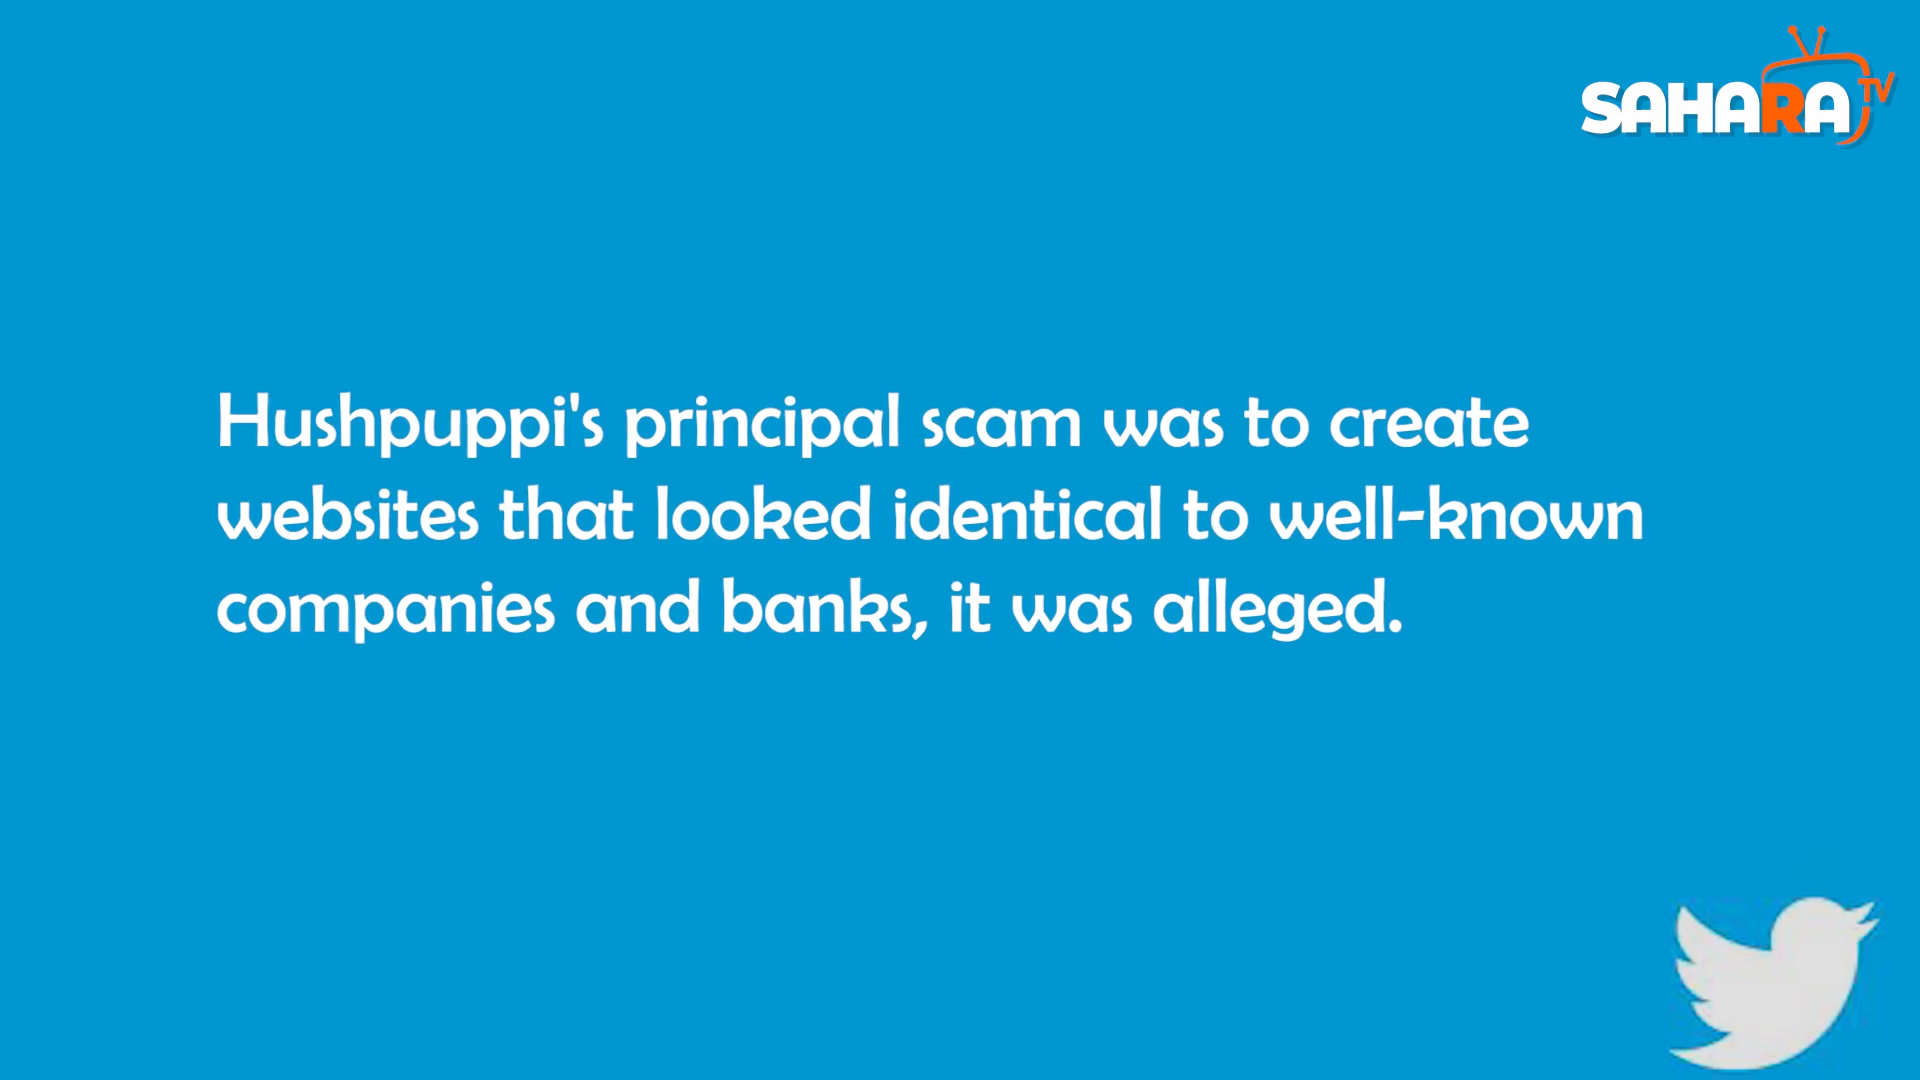 SAHARA TV
Hushpuppi's principal scam was to create
websites that looked identical to well-known
companies and banks, it was alleged.